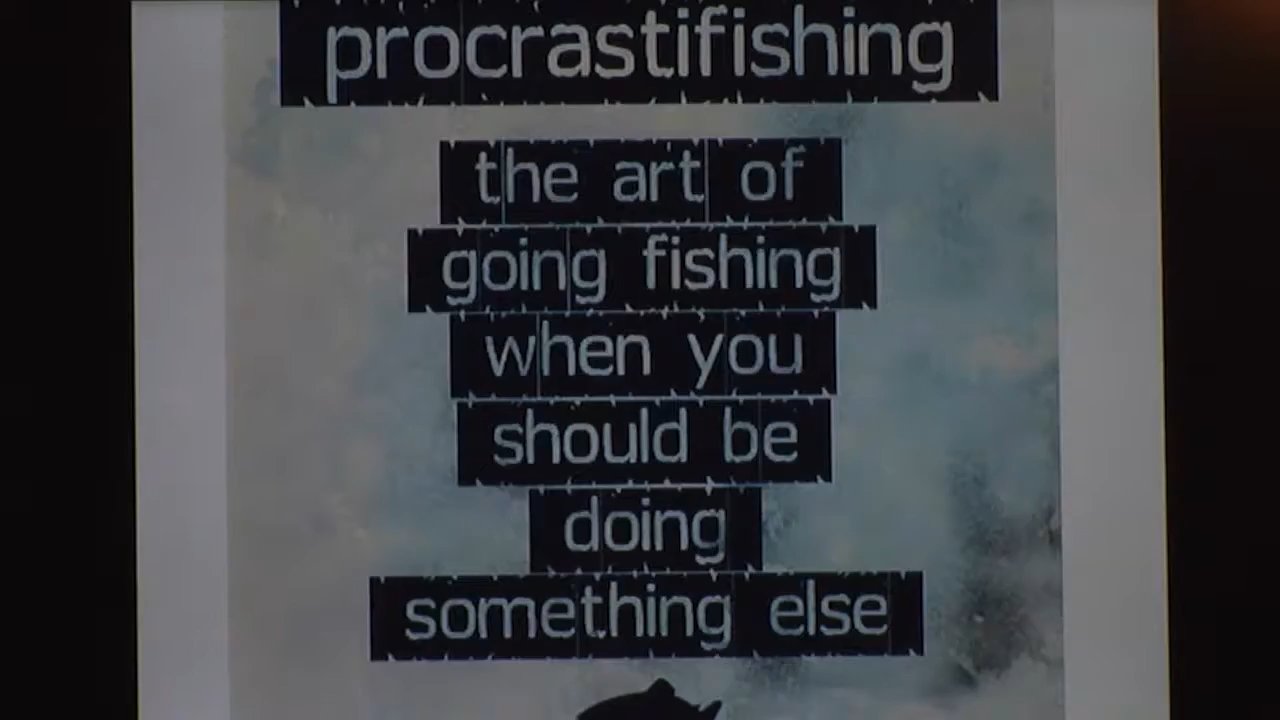 procrastifishing
the art of
going fishing
when you
should be
doing
something else